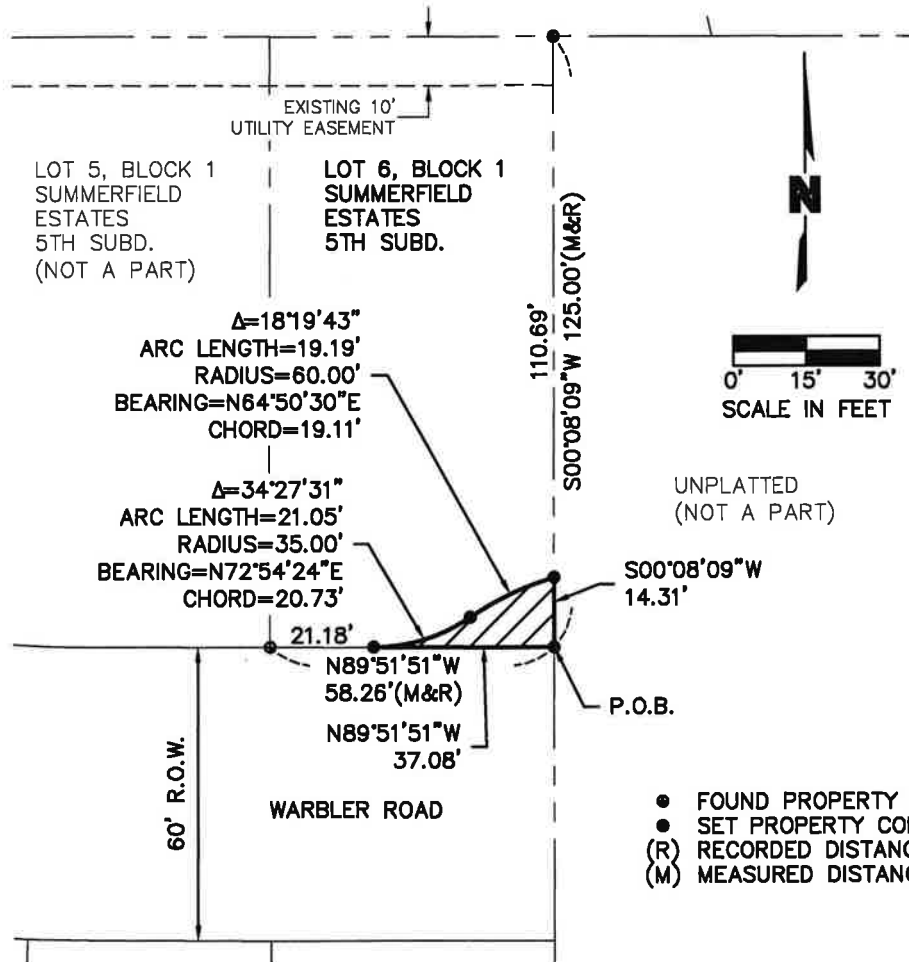 EXISTING 10'
UTILITY EASEMENT
LOT 5, BLOCK 1
SUMMERFIELD
ESTATES
5TH SUBD.
(NOT A PART)
LOT 6, BLOCK 1
SUMMERFIELD
ESTATES
5TH SUBD.
N
0' 15' 30'
SCALE IN FEET
110.69'
S00°08'09"W 125.00'(M&R)
Δ=18°19'43"
ARC LENGTH=19.19'
RADIUS=60.00'
BEARING=N64°50'30"E
CHORD=19.11'
Δ=34°27'31"
ARC LENGTH=21.05'
RADIUS=35.00'
BEARING=N72°54'24"E
CHORD=20.73'
UNPLATTED
(NOT A PART)
S00°08'09"W
14.31'
21.18'
N89°51'51"W
58.26'(M&R)
P.O.B.
N89°51'51"W
37.08'
60' R.O.W.
WARBLER ROAD
FOUND PROPERTY
SET PROPERTY CO
(R) RECORDED DISTANC
(M) MEASURED DISTANC